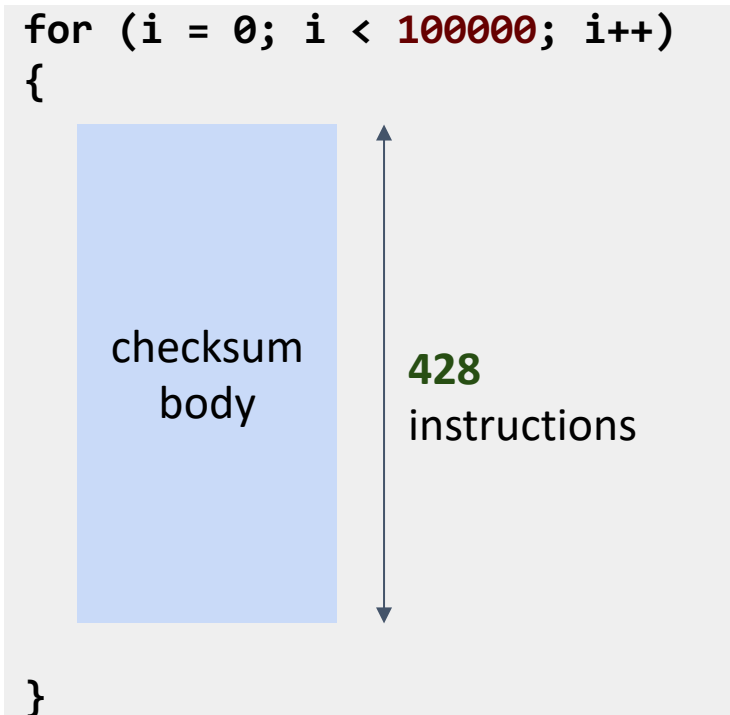 for (i = 0; i < 100000; i++)
{
checksum
body
428
instructions
}